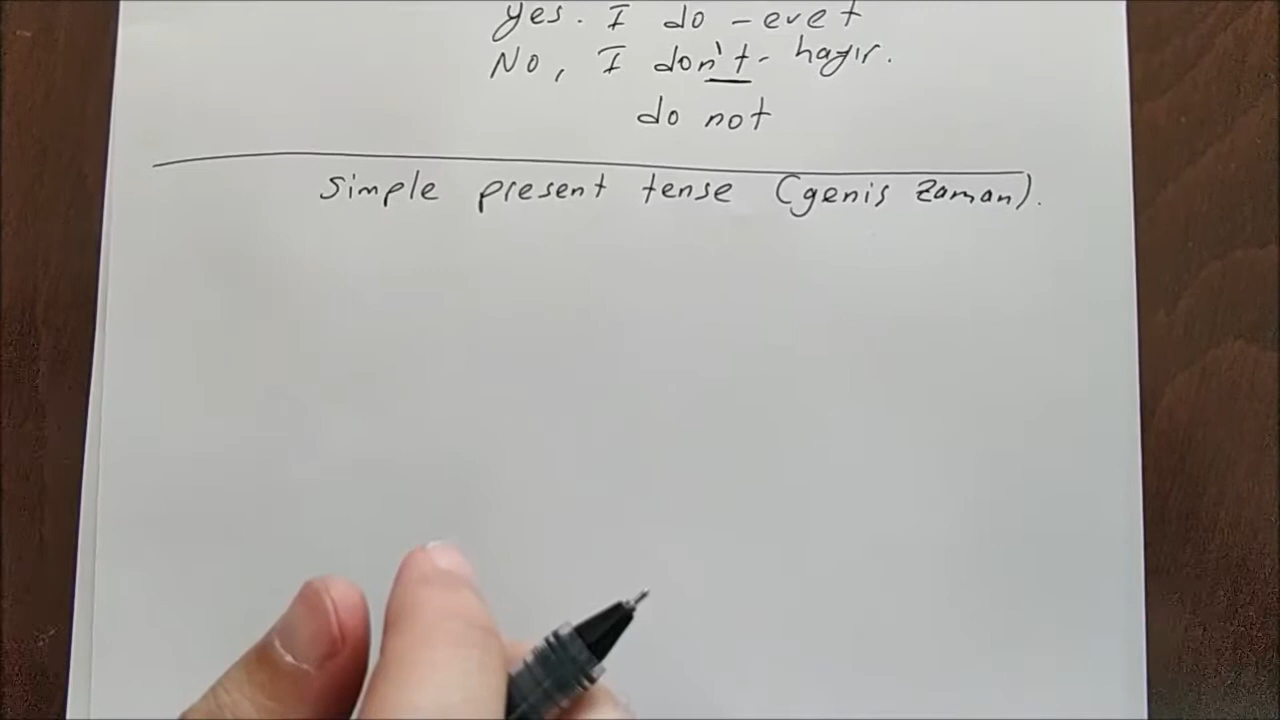 Yes. I do - evet
No, I don't - hayır.
do not
Simple present tense (genis zaman).